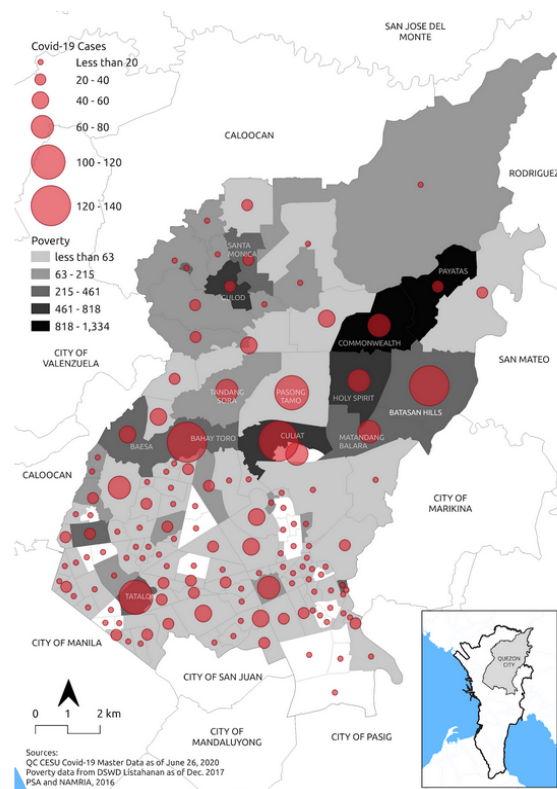 SAN JOSE DEL
MONTE
Covid-19 Cases
Less than 20
20 - 40
40 - 60
60 - 80
100 - 120
120 - 140
CALOOCAN
RODRIGUEZ
Poverty
less than 63
63 - 215
215 - 461
461 - 818
818 - 1,334
SANTA
MONICA
GULOD
PAYATAS
COMMONWEALTH
CITY OF
VALENZUELA
SAN MATEO
TANDANG
SORA
PASONG
TAMO
HOLY SPIRIT
BATASAN HILLS
BAESA
BAHAY TORO
CULIAT
MATANDANG
BALARA
CALOOCAN
CITY OF
MARIKINA
TATALON
CITY OF MANILA
CITY OF SAN JUAN
QUEZON
CITY
0 1 2 km
CITY OF
MANDALUYONG
CITY OF PASIG
Sources:
QC CESU Covid-19 Master Data as of June 26, 2020
Poverty data from DSWD Listahanan as of Dec. 2017
PSA and NAMRIA, 2016